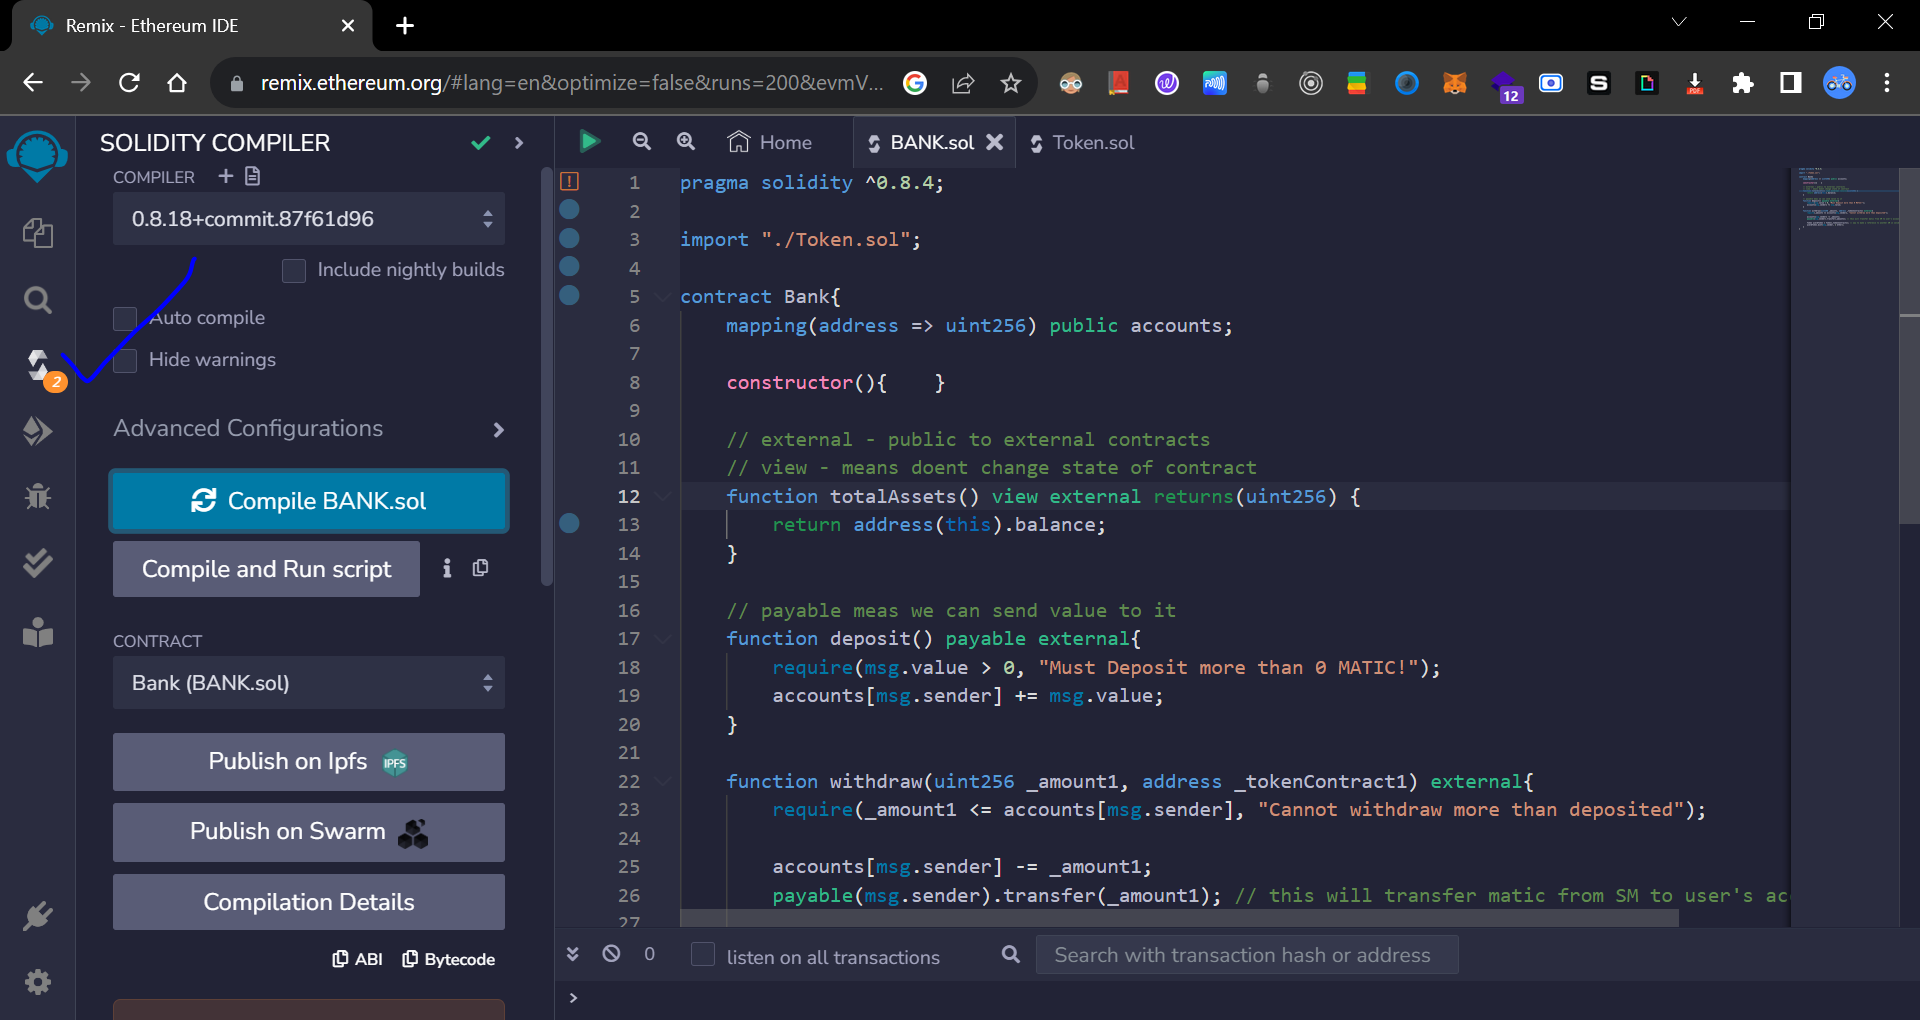 Remix - Ethereum IDE
remix.ethereum.org/#lang=en&optimize=false&runs=200&evmV...
12
SOLIDITY COMPILER
COMPILER
0.8.18+commit.87f61d96
Include nightly builds
Auto compile
Hide warnings
2
Advanced Configurations
Compile BANK.sol
Compile and Run script
CONTRACT
Bank (BANK.sol)
Publish on Ipfs
IPFS
Publish on Swarm
Compilation Details
ABI
Bytecode
Home
BANK.sol
Token.sol
1 pragma solidity ^0.8.4;
2
3 import "./Token.sol";
4
5 contract Bank{
6 mapping(address => uint256) public accounts;
7
8 constructor(){    }
9
10 // external - public to external contracts
11 // view - means doent change state of contract
12 function totalAssets() view external returns(uint256) {
13 return address(this).balance;
14 }
15
16 // payable meas we can send value to it
17 function deposit() payable external{
18 require(msg.value > 0, "Must Deposit more than 0 MATIC!");
19 accounts[msg.sender] += msg.value;
20 }
21
22 function withdraw(uint256 _amount1, address _tokenContract1) external{
23 require(_amount1 <= accounts[msg.sender], "Cannot withdraw more than deposited");
24
25 accounts[msg.sender] -= _amount1;
26 payable(msg.sender).transfer(_amount1); // this will transfer matic from SM to user's ac
27
0
listen on all transactions
Search with transaction hash or address
>